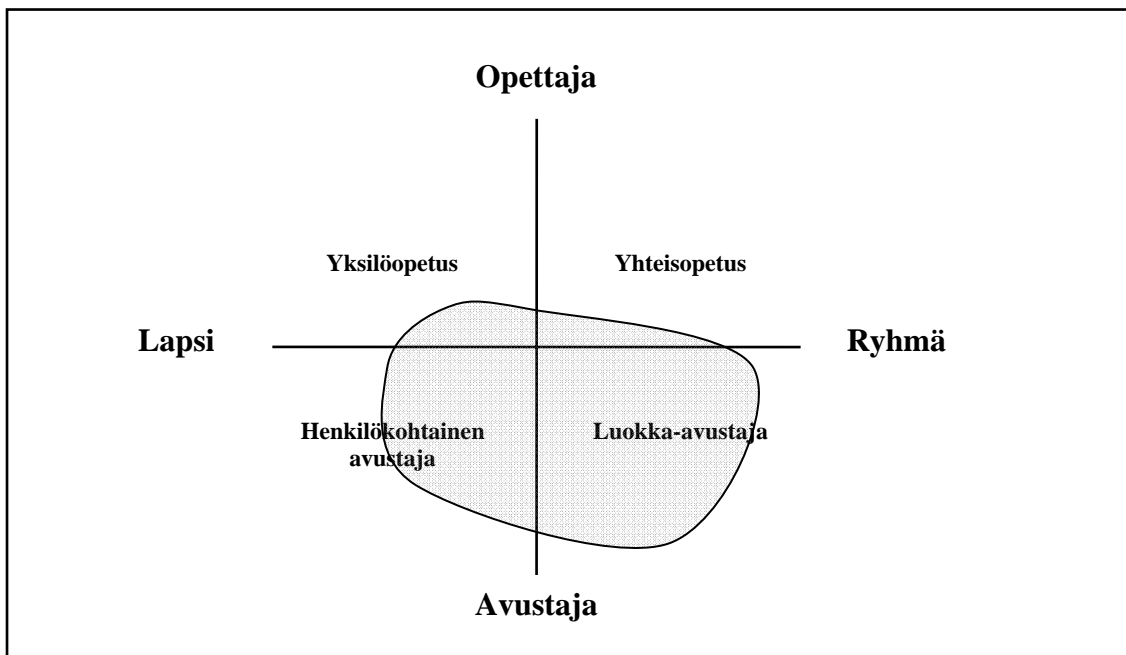 Opettaja
Yksilöopetus
Yhteisopetus
Lapsi
Ryhmä
Henkilökohtainen
avustaja
Luokka-avustaja
Avustaja